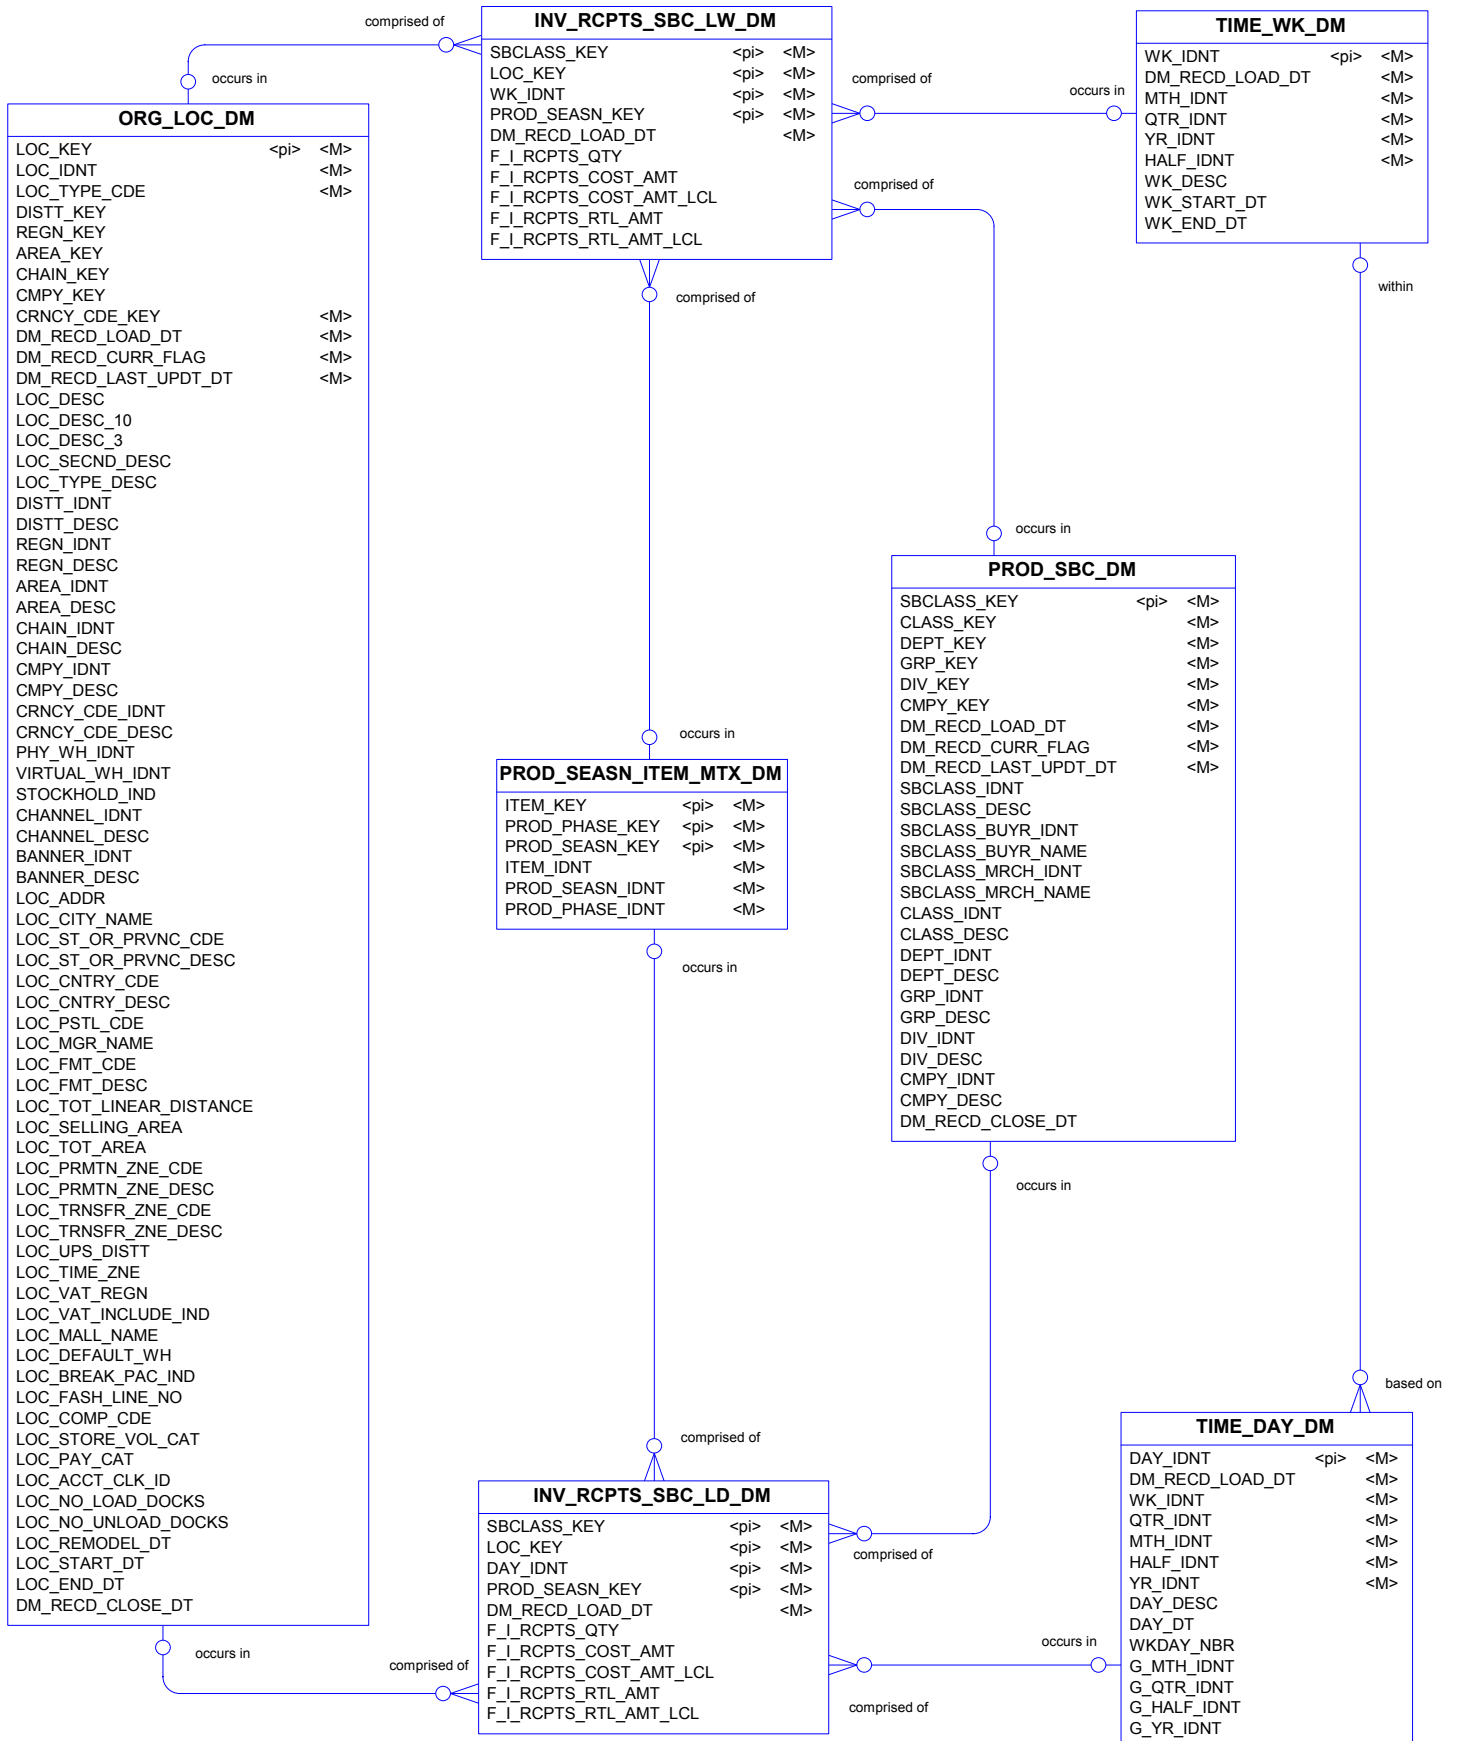 comprised of
occurs in
INV_RCPTS_SBC_LW_DM
SBCLASS_KEY <pi> <M>
LOC_KEY <pi> <M>
WK_IDNT <pi> <M>
PROD_SEASN_KEY <pi> <M>
DM_RECD_LOAD_DT <M>
F_I_RCPTS_QTY
F_I_RCPTS_COST_AMT
F_I_RCPTS_COST_AMT_LCL
F_I_RCPTS_RTL_AMT
F_I_RCPTS_RTL_AMT_LCL
comprised of
occurs in
comprised of
comprised of
TIME_WK_DM
WK_IDNT <pi> <M>
DM_RECD_LOAD_DT <M>
MTH_IDNT <M>
QTR_IDNT <M>
YR_IDNT <M>
HALF_IDNT <M>
WK_DESC
WK_START_DT
WK_END_DT
within
ORG_LOC_DM
LOC_KEY <pi> <M>
LOC_IDNT <M>
LOC_TYPE_CDE <M>
DISTT_KEY
REGN_KEY
AREA_KEY
CHAIN_KEY
CMPY_KEY
CRNCY_CDE_KEY <M>
DM_RECD_LOAD_DT <M>
DM_RECD_CURR_FLAG <M>
DM_RECD_LAST_UPDT_DT <M>
LOC_DESC
LOC_DESC_10
LOC_DESC_3
LOC_SECND_DESC
LOC_TYPE_DESC
DISTT_IDNT
DISTT_DESC
REGN_IDNT
REGN_DESC
AREA_IDNT
AREA_DESC
CHAIN_IDNT
CHAIN_DESC
CMPY_IDNT
CMPY_DESC
CRNCY_CDE_IDNT
CRNCY_CDE_DESC
PHY_WH_IDNT
VIRTUAL_WH_IDNT
STOCKHOLD_IND
CHANNEL_IDNT
CHANNEL_DESC
BANNER_IDNT
BANNER_DESC
LOC_ADDR
LOC_CITY_NAME
LOC_ST_OR_PRVNC_CDE
LOC_ST_OR_PRVNC_DESC
LOC_CNTRY_CDE
LOC_CNTRY_DESC
LOC_PSTL_CDE
LOC_MGR_NAME
LOC_FMT_CDE
LOC_FMT_DESC
LOC_TOT_LINEAR_DISTANCE
LOC_SELLING_AREA
LOC_TOT_AREA
LOC_PRMTN_ZNE_CDE
LOC_PRMTN_ZNE_DESC
LOC_TRNSFR_ZNE_CDE
LOC_TRNSFR_ZNE_DESC
LOC_UPS_DISTT
LOC_TIME_ZNE
LOC_VAT_REGN
LOC_VAT_INCLUDE_IND
LOC_MALL_NAME
LOC_DEFAULT_WH
LOC_BREAK_PAC_IND
LOC_FASH_LINE_NO
LOC_COMP_CDE
LOC_STORE_VOL_CAT
LOC_PAY_CAT
LOC_ACCT_CLK_ID
LOC_NO_LOAD_DOCKS
LOC_NO_UNLOAD_DOCKS
LOC_REMODEL_DT
LOC_START_DT
LOC_END_DT
DM_RECD_CLOSE_DT
occurs in
comprised of
occurs in
PROD_SEASN_ITEM_MTX_DM
ITEM_KEY <pi> <M>
PROD_PHASE_KEY <pi> <M>
PROD_SEASN_KEY <pi> <M>
ITEM_IDNT <M>
PROD_SEASN_IDNT <M>
PROD_PHASE_IDNT <M>
occurs in
occurs in
PROD_SBC_DM
SBCLASS_KEY <pi> <M>
CLASS_KEY <M>
DEPT_KEY <M>
GRP_KEY <M>
DIV_KEY <M>
CMPY_KEY <M>
DM_RECD_LOAD_DT <M>
DM_RECD_CURR_FLAG <M>
DM_RECD_LAST_UPDT_DT <M>
SBCLASS_IDNT
SBCLASS_DESC
SBCLASS_BUYR_IDNT
SBCLASS_BUYR_NAME
SBCLASS_MRCH_IDNT
SBCLASS_MRCH_NAME
CLASS_IDNT
CLASS_DESC
DEPT_IDNT
DEPT_DESC
GRP_IDNT
GRP_DESC
DIV_IDNT
DIV_DESC
CMPY_IDNT
CMPY_DESC
DM_RECD_CLOSE_DT
occurs in
comprised of
INV_RCPTS_SBC_LD_DM
SBCLASS_KEY <pi> <M>
LOC_KEY <pi> <M>
DAY_IDNT <pi> <M>
PROD_SEASN_KEY <pi> <M>
DM_RECD_LOAD_DT <M>
F_I_RCPTS_QTY
F_I_RCPTS_COST_AMT
F_I_RCPTS_COST_AMT_LCL
F_I_RCPTS_RTL_AMT
F_I_RCPTS_RTL_AMT_LCL
comprised of
occurs in
comprised of
based on
TIME_DAY_DM
DAY_IDNT <pi> <M>
DM_RECD_LOAD_DT <M>
WK_IDNT <M>
QTR_IDNT <M>
MTH_IDNT <M>
HALF_IDNT <M>
YR_IDNT <M>
DAY_DESC
DAY_DT
WKDAY_NBR
G_MTH_IDNT
G_QTR_IDNT
G_HALF_IDNT
G_YR_IDNT